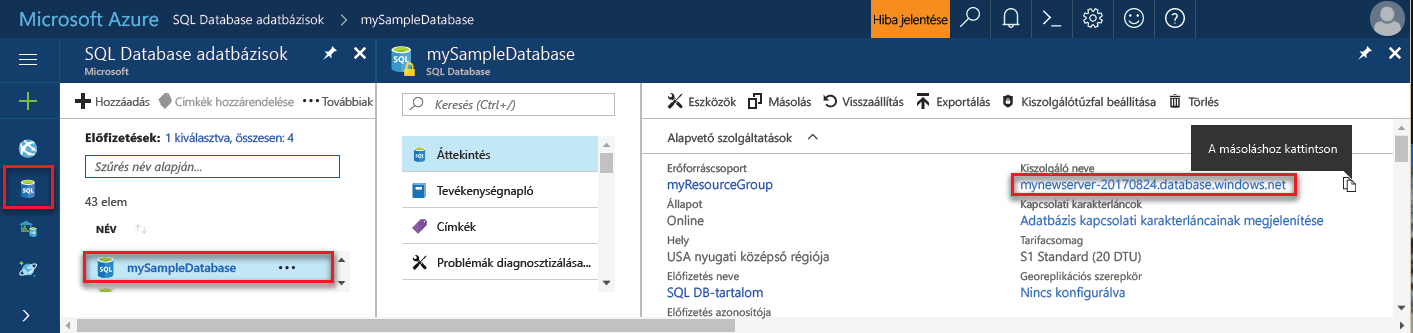 Microsoft Azure SQL Database adatbázisok > mySampleDatabase Hiba jelentése
SQL Database adatbázisok
Microsoft
Hozzáadás Címkék hozzárendelése ••• Továbbiak
Előfizetések: 1 kiválasztva, összesen: 4
Szűrés név alapján...
43 elem
NÉV
SQL mySampleDatabase •••
SQL
SQL mySampleDatabase
SQL Database
Keresés (Ctrl+/)
SQL Áttekintés
Tevékenységnapló
Címkék
Problémák diagnosztizálása...
Eszközök Másolás Visszaállítás Exportálás Kiszolgálótűzfal beállítása Törlés
Alapvető szolgáltatások
A másoláshoz kattintson
Erőforráscsoport
myResourceGroup
Állapot
Online
Hely
USA nyugati középső régiója
Előfizetés neve
SQL DB-tartalom
Előfizetés azonosítója
Kiszolgáló neve
mynewserver-20170824.database.windows.net
Kapcsolati karakterláncok
Adatbázis kapcsolati karakterláncainak megjelenítése
Tarifacsomag
S1 Standard (20 DTU)
Georeplikációs szerepkör
Nincs konfigurálva